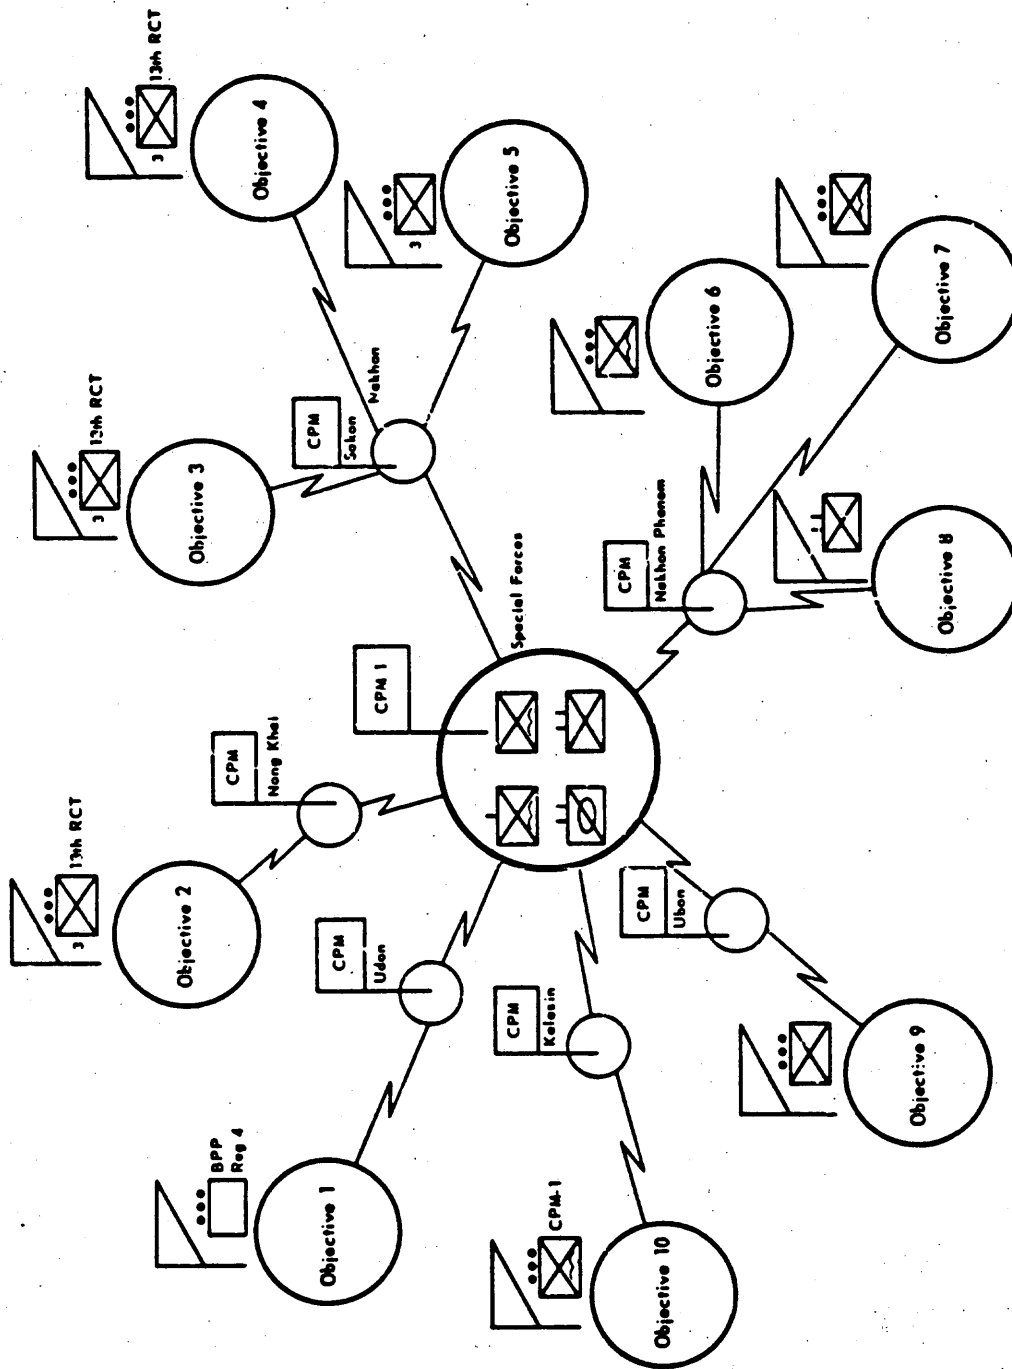 BPP
Reg 4
Objective 1
13th RCT
3
Objective 2
13th RCT
3
Objective 3
13th RCT
3
Objective 4
3
Objective 5
CPM
Udon
CPM
Nong Khai
CPM 1
Special Forces
CPM
Sakon Nakhon
CPM-1
Objective 10
CPM
Kalasin
CPM
Ubon
CPM
Nakhon Phanom
Objective 6
Objective 9
Objective 8
Objective 7